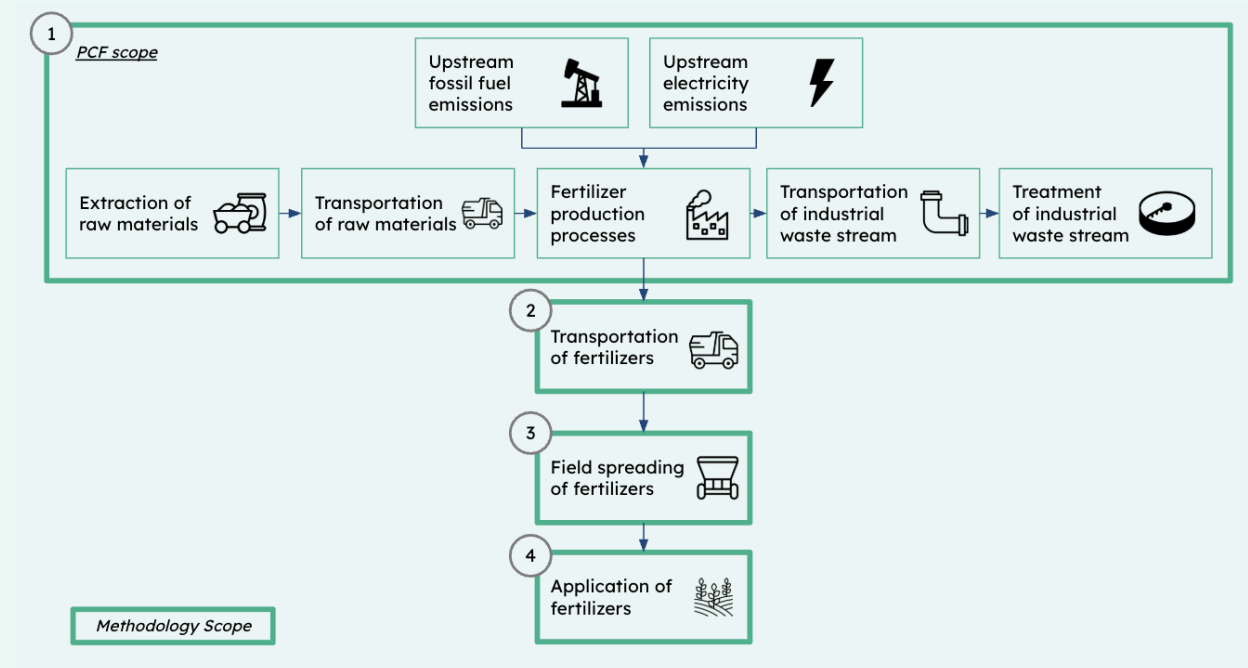 1
PCF scope
Upstream
fossil fuel
emissions
Upstream
electricity
emissions
Extraction of
raw materials
Transportation
of raw materials
Fertilizer
production
processes
Transportation
of industrial
waste stream
Treatment
of industrial
waste stream
2
Transportation
of fertilizers
3
Field spreading
of fertilizers
4
Application of
fertilizers
Methodology Scope